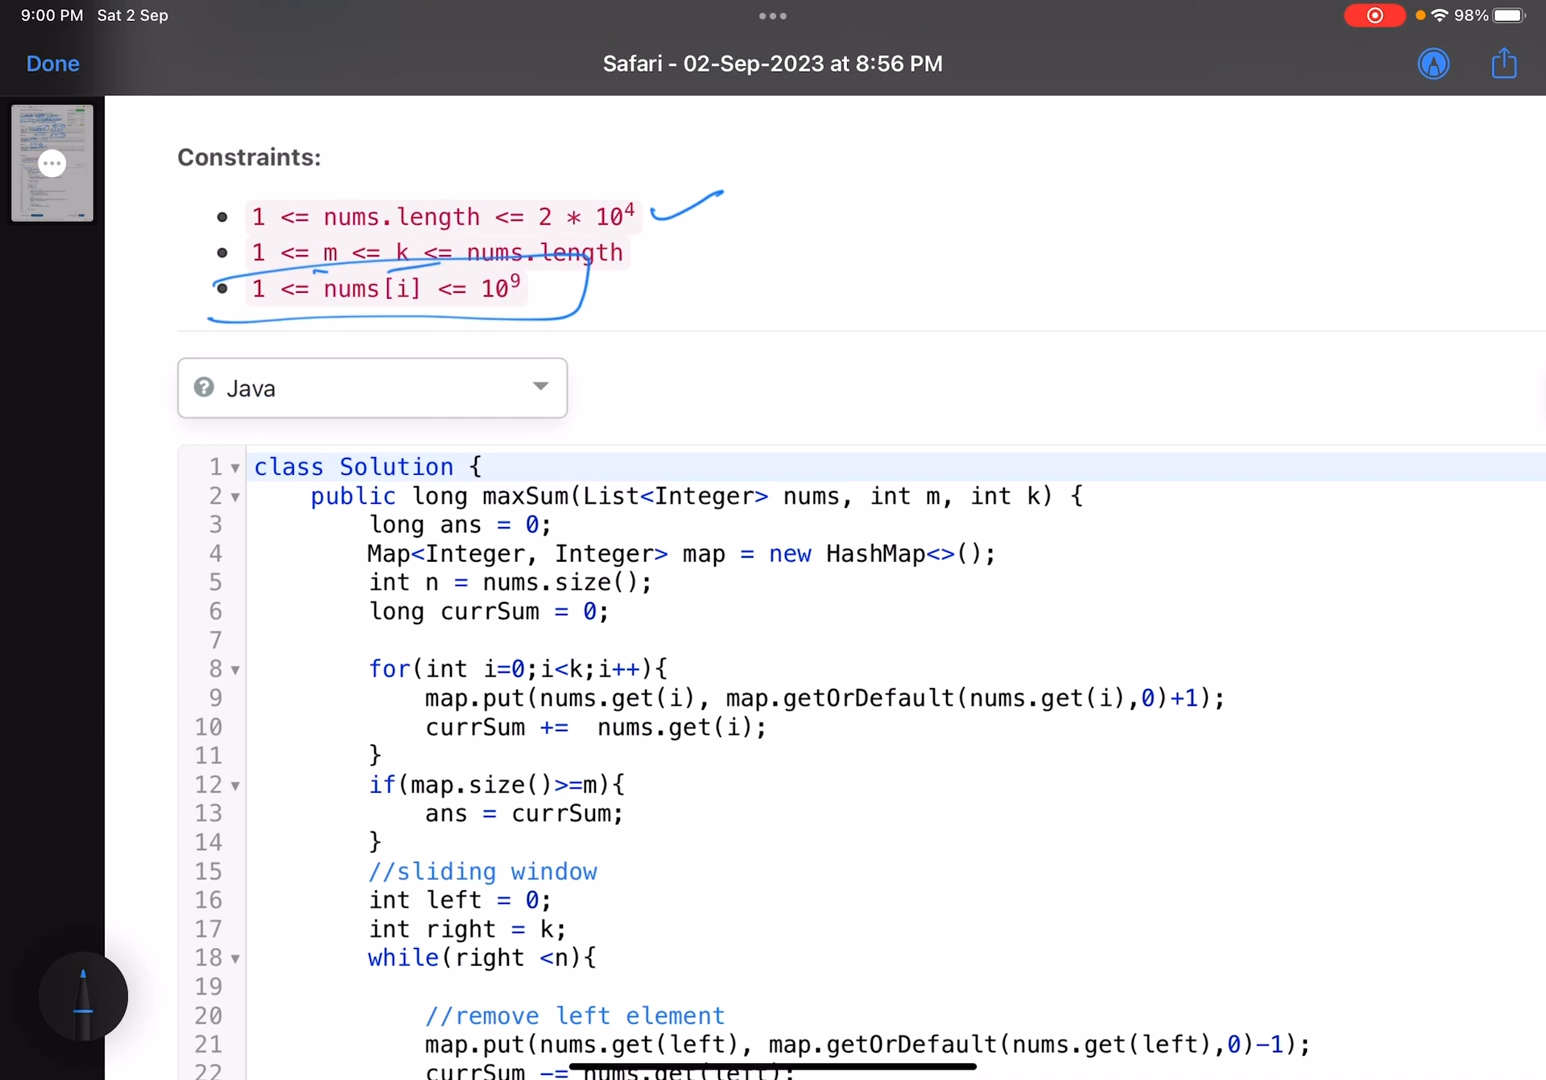 9:00 PM Sat 2 Sep
98%
Done
Safari - 02-Sep-2023 at 8:56 PM
Constraints:
1 <= nums.length <= 2 * 10⁴
1 <= m <= k <= nums.length
1 <= nums[i] <= 10⁹
Java
1 class Solution {
2 public long maxSum(List<Integer> nums, int m, int k) {
3 long ans = 0;
4 Map<Integer, Integer> map = new HashMap<>();
5 int n = nums.size();
6 long currSum = 0;
7
8 for(int i=0;i<k;i++){
9 map.put(nums.get(i), map.getOrDefault(nums.get(i),0)+1);
10 currSum += nums.get(i);
11 }
12 if(map.size()>=m){
13 ans = currSum;
14 }
15 //sliding window
16 int left = 0;
17 int right = k;
18 while(right <n){
19
20 //remove left element
21 map.put(nums.get(left), map.getOrDefault(nums.get(left),0)-1);
22 currSum -= nums.get(left);